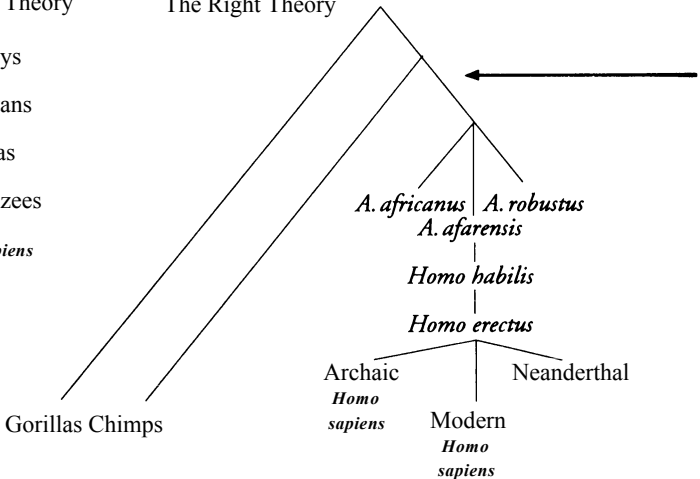 Theory
The Right Theory
ys
ans
as
zees
piens
A. africanus A. robustus
A. afarensis
Homo habilis
Homo erectus
Archaic
Homo
sapiens
Neanderthal
Modern
Homo
sapiens
Gorillas Chimps